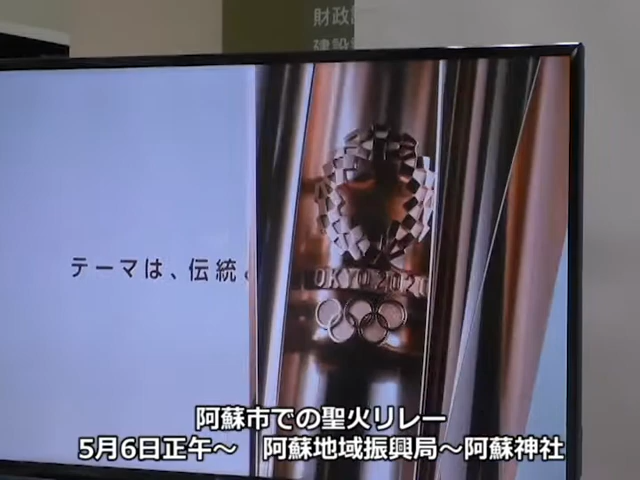 財政
建設
テーマは、伝統
TOKYO 2020
阿蘇市での聖火リレー
5月6日正午～ 阿蘇地域振興局～阿蘇神社